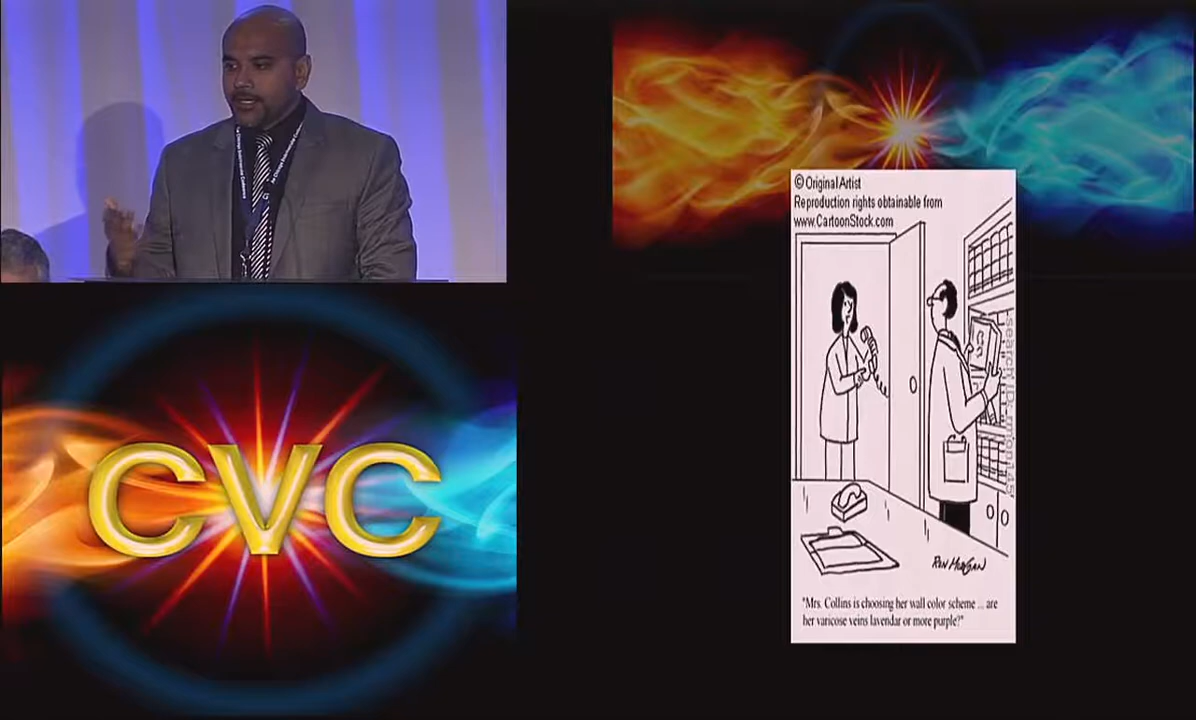 CVC
© Original Artist
Reproduction rights obtainable from
www.CartoonStock.com
RON MORGAN
"Mrs. Collins is choosing her wall color scheme ... are
her varicose veins lavendar or more purple?"